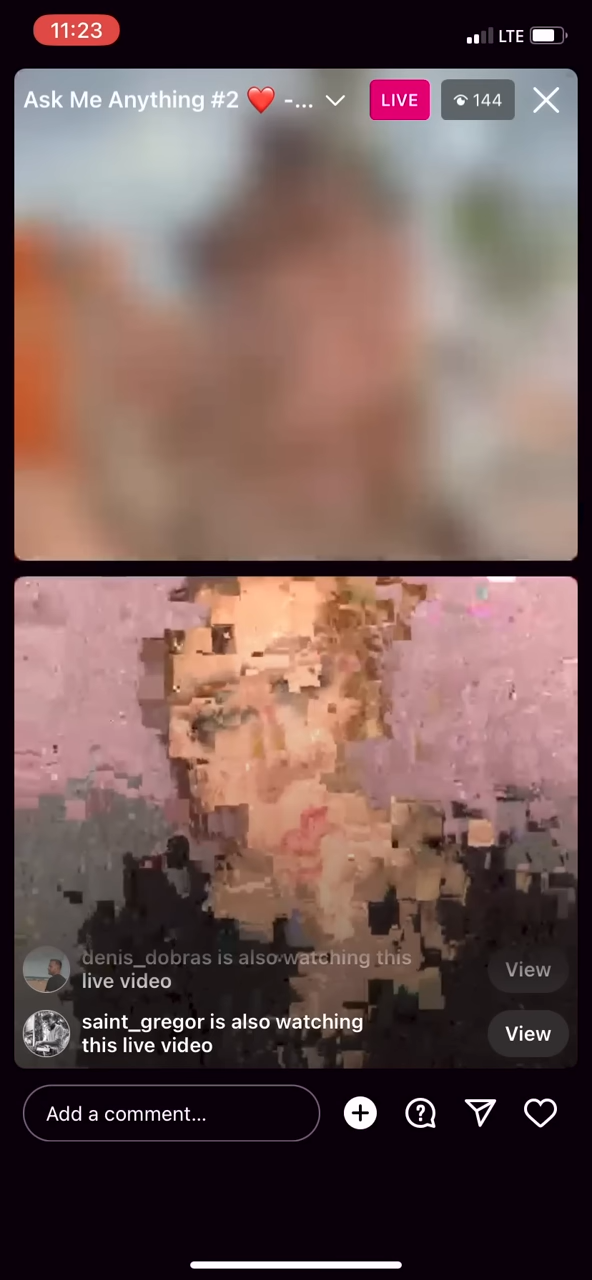 11:23
LTE
Ask Me Anything #2 ❤️ -...
LIVE
144
denis_dobras is also watching this
live video
View
saint_gregor is also watching
this live video
View
Add a comment...